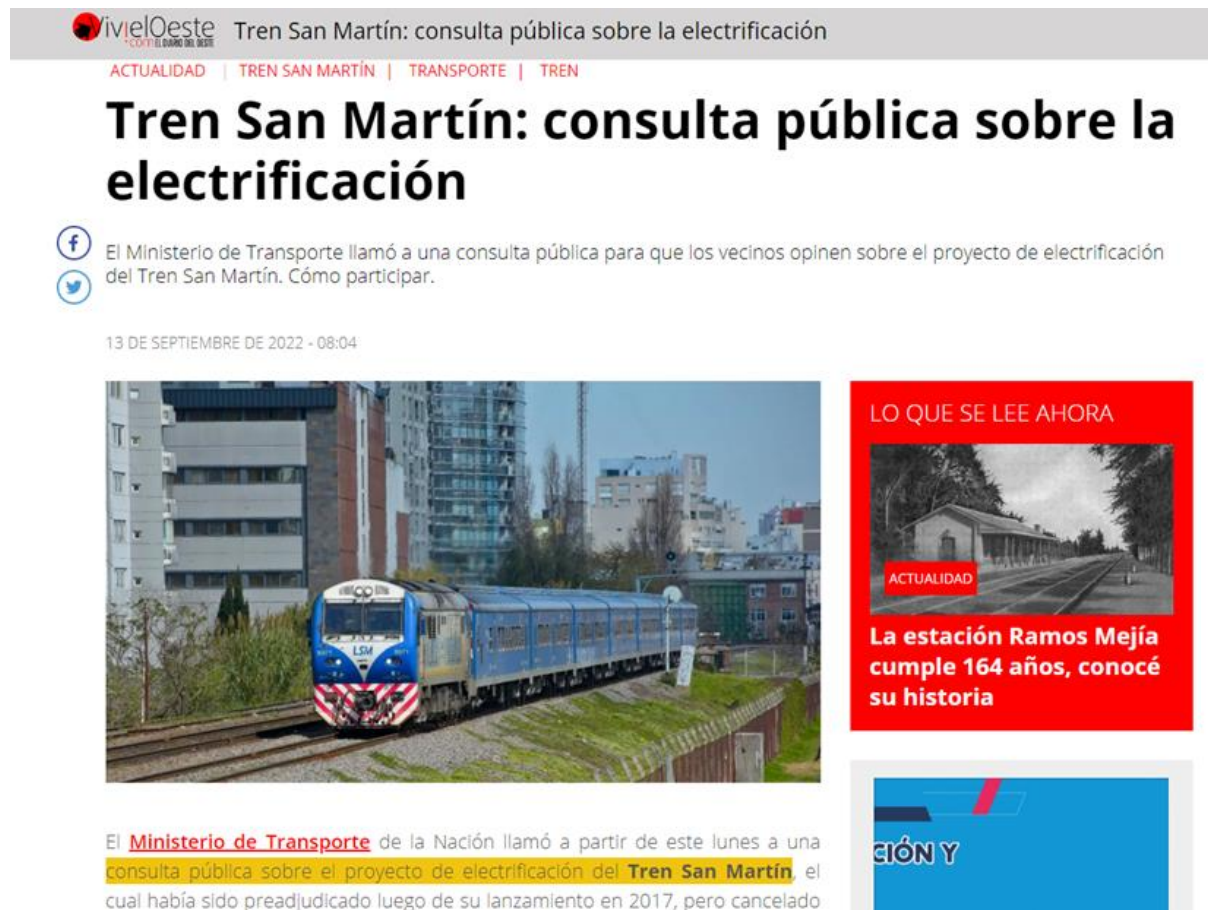 ViVielOeste Tren San Martín: consulta pública sobre la electrificación
.com EL DIARIO DEL OESTE
ACTUALIDAD | TREN SAN MARTÍN | TRANSPORTE | TREN
Tren San Martín: consulta pública sobre la
electrificación
El Ministerio de Transporte llamó a una consulta pública para que los vecinos opinen sobre el proyecto de electrificación
del Tren San Martín. Cómo participar.
13 DE SEPTIEMBRE DE 2022 - 08:04
LSM
LO QUE SE LEE AHORA
ACTUALIDAD
La estación Ramos Mejía
cumple 164 años, conocé
su historia
El Ministerio de Transporte de la Nación llamó a partir de este lunes a una
consulta pública sobre el proyecto de electrificación del Tren San Martín, el
cual había sido preadjudicado luego de su lanzamiento en 2017, pero cancelado
CIÓN Y